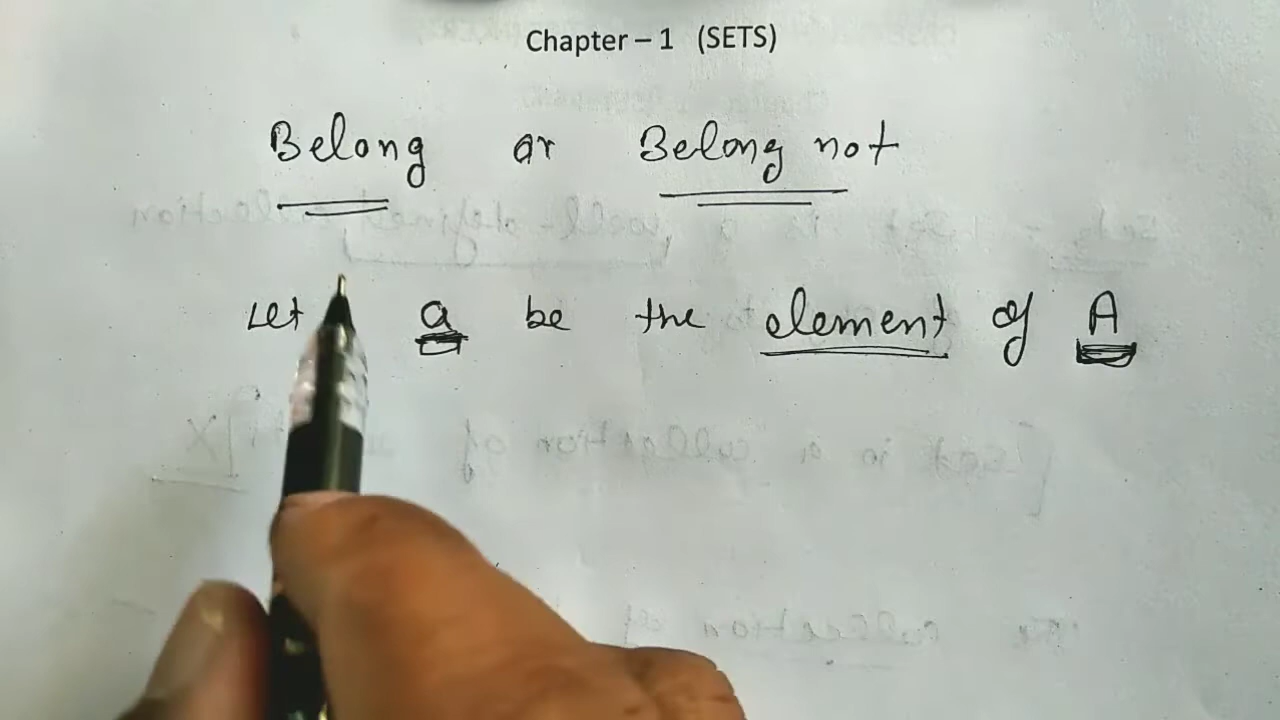 Chapter – 1 (SETS)
Belong or Belong not
Let a be the element of A